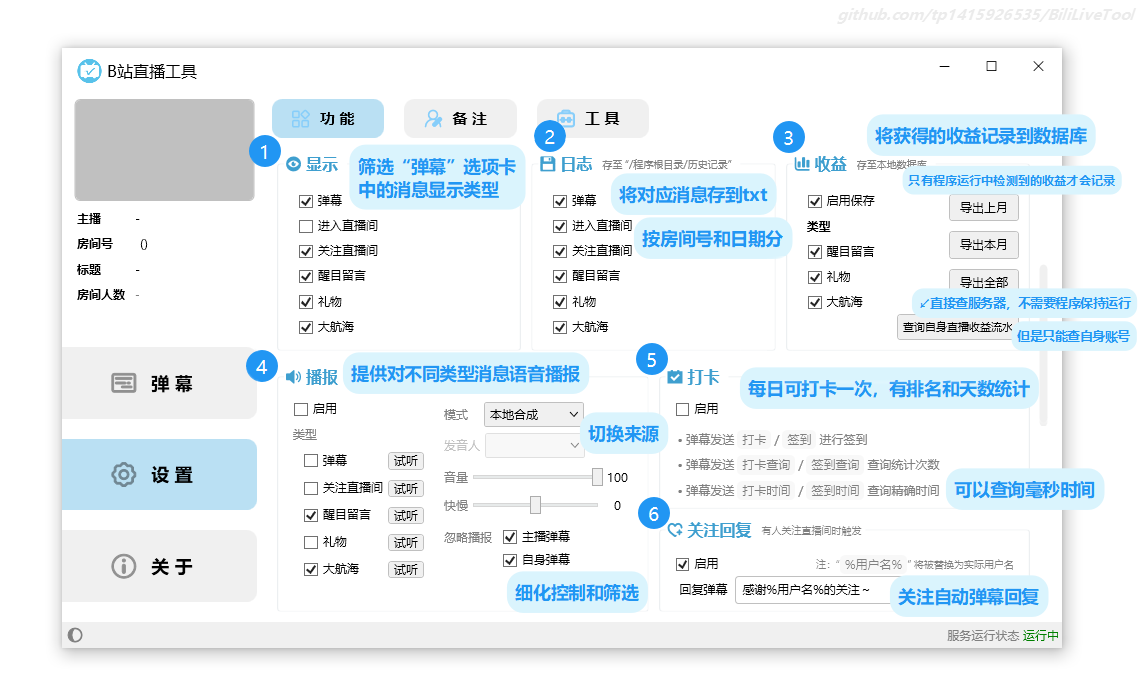 github.com/tp1415926535/BiliLiveTool
B站直播工具
功能
备注
工具
主播 -
房间号 ()
标题 -
房间人数 -
弹幕
设置
关于
1
显示
筛选“弹幕”选项卡
中的消息显示类型
弹幕
进入直播间
关注直播间
醒目留言
礼物
大航海
2
日志 存至 “/程序根目录/历史记录”
将对应消息存到txt
按房间号和日期分
弹幕
进入直播间
关注直播间
醒目留言
礼物
大航海
3
将获得的收益记录到数据库
收益 存至本地数据库
只有程序运行中检测到的收益才会记录
启用保存
导出上月
类型
导出本月
醒目留言
礼物
导出全部
大航海
↙直接查服务器，不需要程序保持运行
查询自身直播收益流水
但是只能查自身账号
4
播报
提供对不同类型消息语音播报
启用
类型
弹幕 试听
关注直播间 试听
醒目留言 试听
礼物 试听
大航海 试听
模式 本地合成
切换来源
发音人
音量 100
快慢 0
忽略播报 主播弹幕
自身弹幕
细化控制和筛选
5
打卡
每日可打卡一次，有排名和天数统计
启用
• 弹幕发送 打卡 / 签到 进行签到
• 弹幕发送 打卡查询 / 签到查询 查询统计次数
• 弹幕发送 打卡时间 / 签到时间 查询精确时间
可以查询毫秒时间
6
关注回复 有人关注直播间时触发
启用 注：“ %用户名% ”将被替换为实际用户名
回复弹幕 感谢%用户名%的关注～
关注自动弹幕回复
服务运行状态 运行中